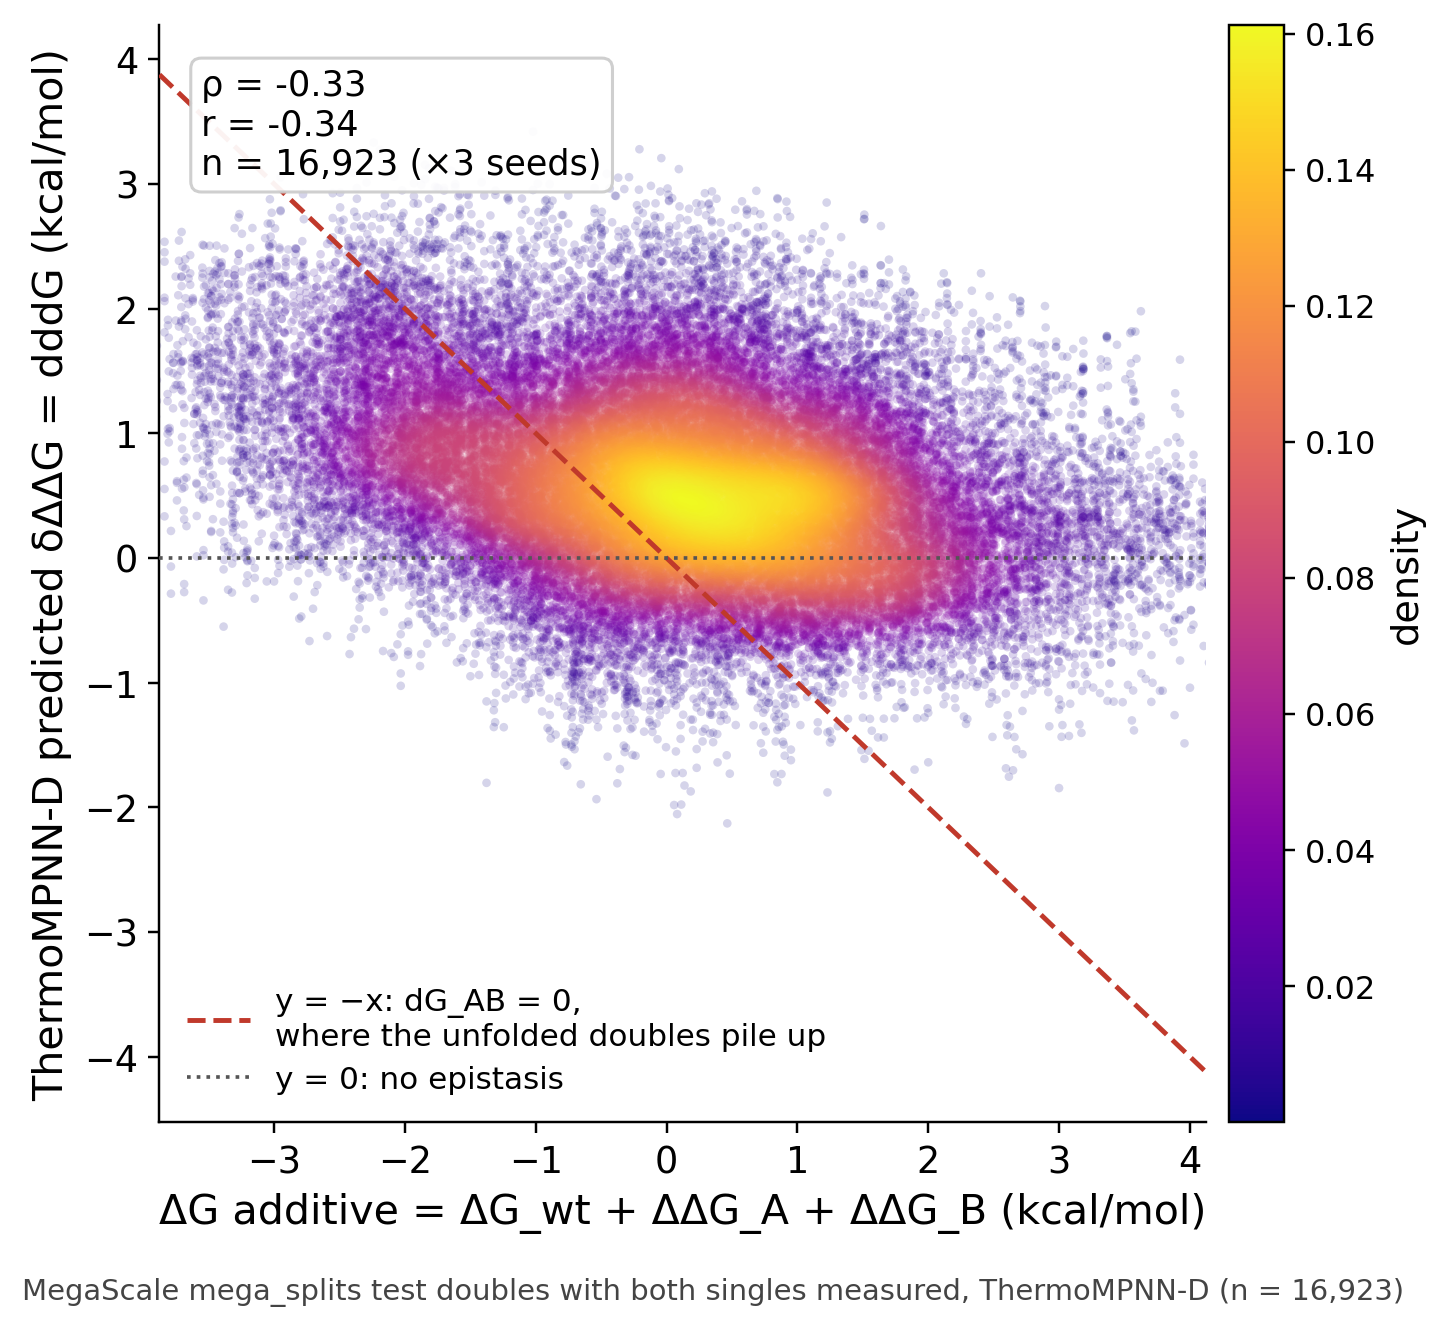 ρ = -0.33
r = -0.34
n = 16,923 (×3 seeds)
ThermoMPNN-D predicted δΔΔG = dddG (kcal/mol)
4
3
2
1
0
−1
−2
−3
−4
y = −x: dG_AB = 0,
where the unfolded doubles pile up
y = 0: no epistasis
−3
−2
−1
0
1
2
3
4
ΔG additive = ΔG_wt + ΔΔG_A + ΔΔG_B (kcal/mol)
0.16
0.14
0.12
0.10
0.08
0.06
0.04
0.02
density
MegaScale mega_splits test doubles with both singles measured, ThermoMPNN-D (n = 16,923)